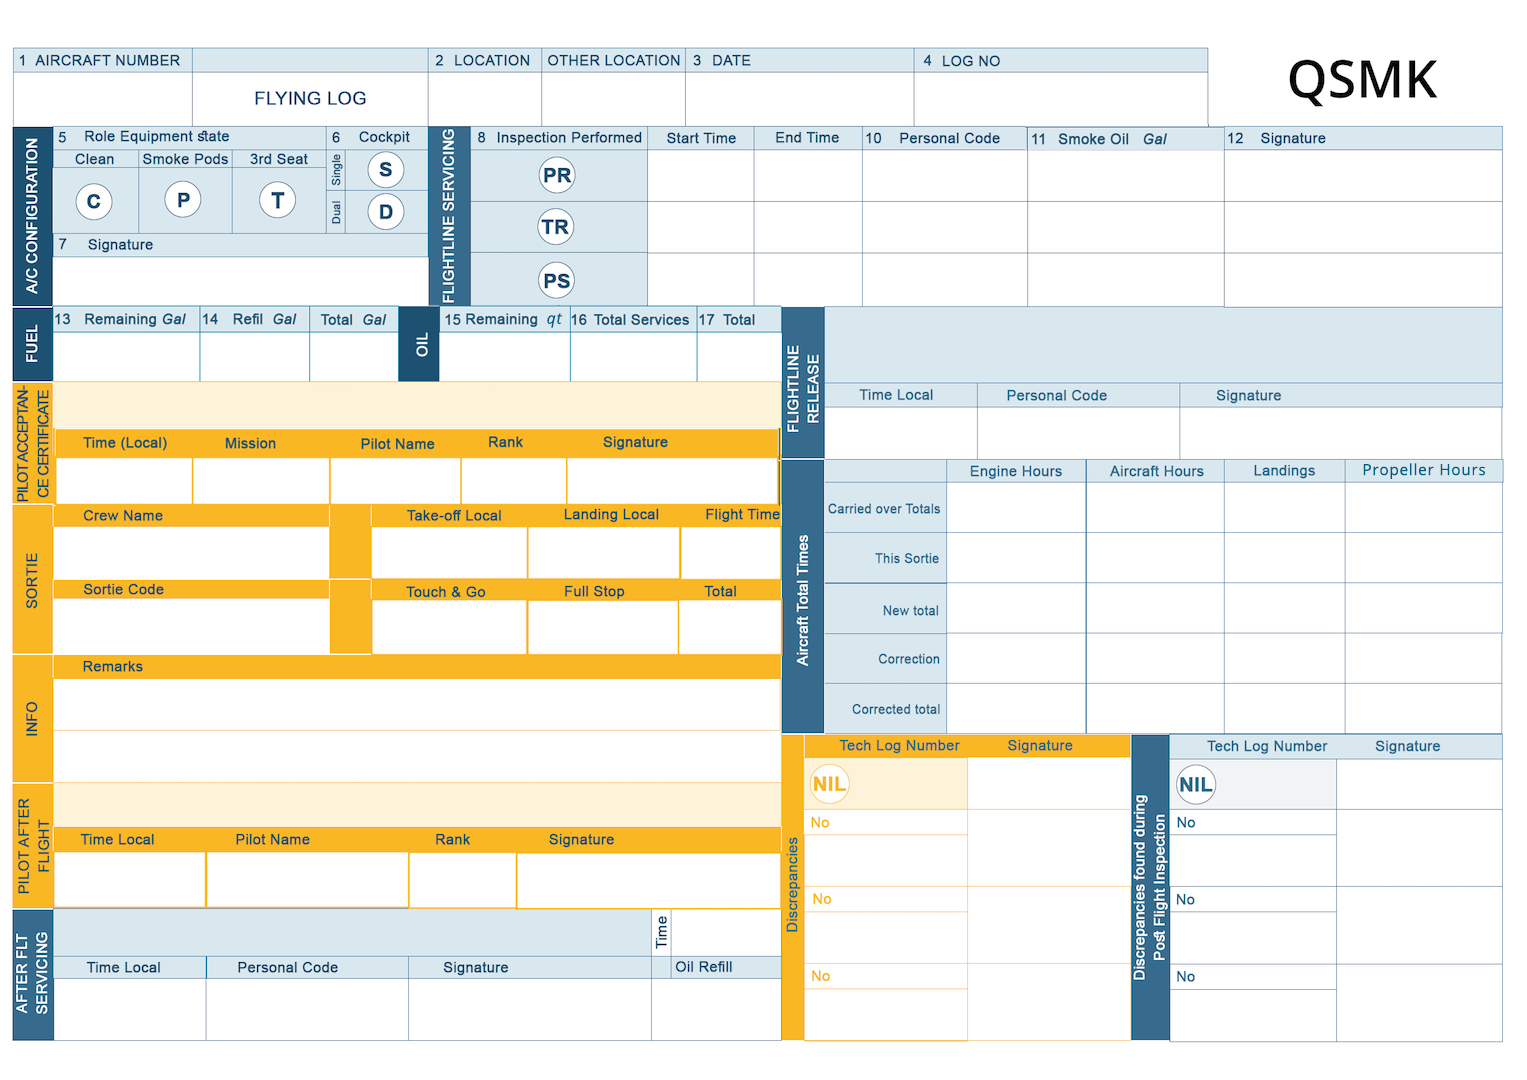 1 AIRCRAFT NUMBER 2 LOCATION OTHER LOCATION 3 DATE 4 LOG NO
QSMK
FLYING LOG
A/C CONFIGURATION
5 Role Equipment state 6 Cockpit
Clean Smoke Pods 3rd Seat
Single S
C P T
Dual D
7 Signature
FLIGHTLINE SERVICING
8 Inspection Performed Start Time End Time 10 Personal Code 11 Smoke Oil Gal 12 Signature
PR
TR
PS
FUEL
13 Remaining Gal 14 Refil Gal Total Gal
OIL
15 Remaining qt 16 Total Services 17 Total
FLIGHTLINE
RELEASE
Time Local Personal Code Signature
PILOT ACCEPTAN-
CE CERTIFICATE
Time (Local) Mission Pilot Name Rank Signature
SORTIE
Crew Name Take-off Local Landing Local Flight Time
Sortie Code Touch & Go Full Stop Total
Aircraft Total Times
Engine Hours Aircraft Hours Landings Propeller Hours
Carried over Totals
This Sortie
New total
Correction
Corrected total
INFO
Remarks
PILOT AFTER
FLIGHT
Time Local Pilot Name Rank Signature
AFTER FLT
SERVICING
Time
Time Local Personal Code Signature Oil Refill
Discrepancies
Tech Log Number Signature
NIL
No
No
No
Discrepancies found during
Post Flight Inspection
Tech Log Number Signature
NIL
No
No
No